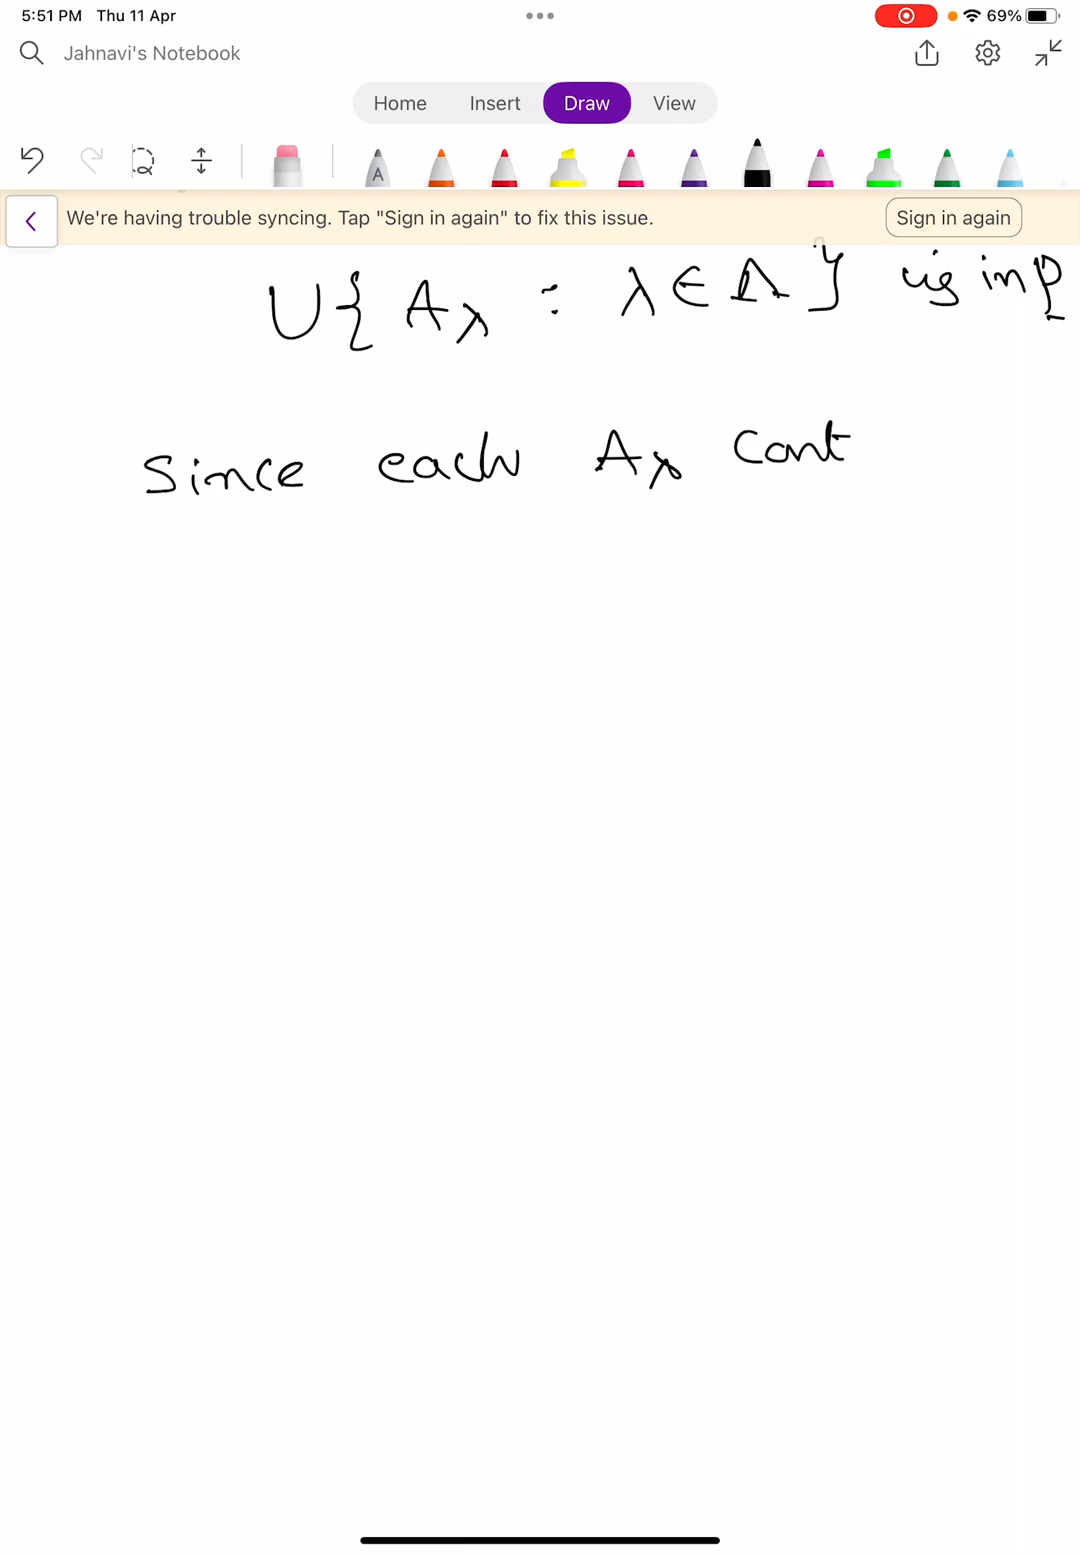 5:51 PM Thu 11 Apr
69%
Jahnavi's Notebook
Home Insert Draw View
A
We're having trouble syncing. Tap "Sign in again" to fix this issue.
Sign in again
U{ Aλ : λ ∈ Λ } is in P
Since each Aλ cont